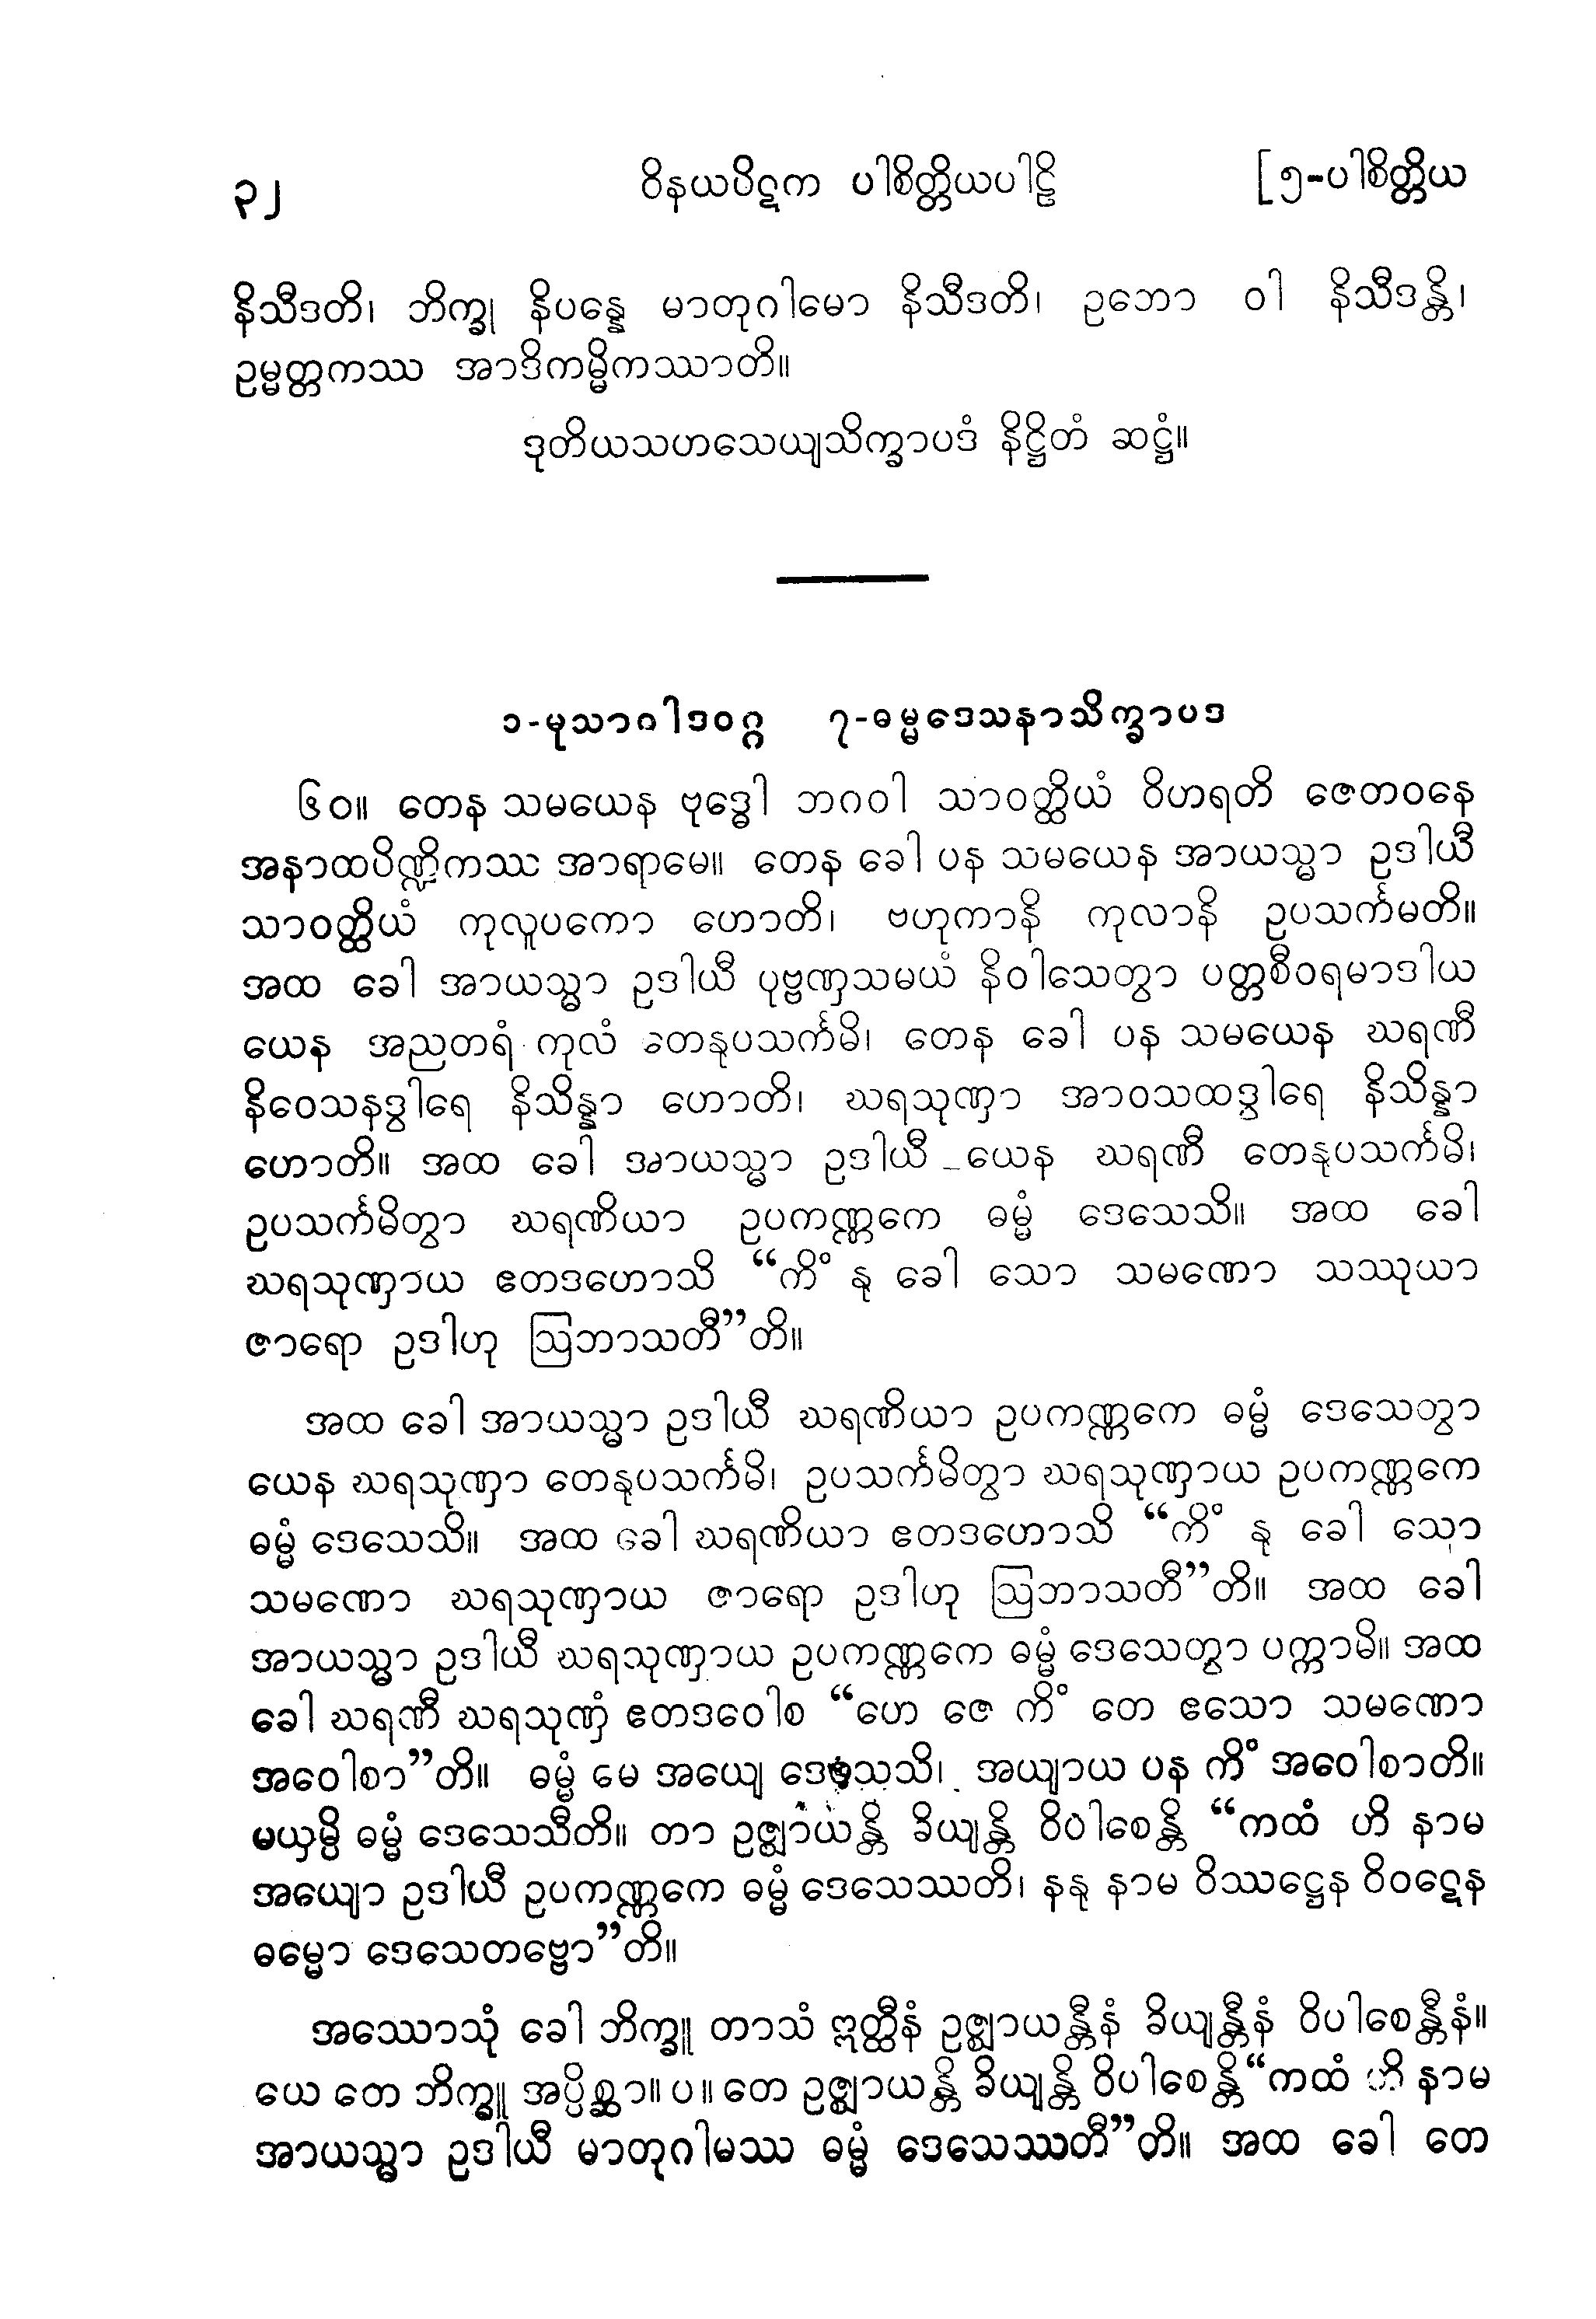 ၃၂ ဝိနယပိဋက ပါစိတ္တိယပါဠိ [ ၅-ပါစိတ္တိယ
နိသီဒတိ၊ ဘိက္ခု နိပန္နေ မာတုဂါမော နိသီဒတိ၊ ဥဘော ဝါ နိသီဒန္တိ၊
ဥမ္မတ္တကဿ အာဒိကမ္မိကဿာတိ။
ဒုတိယသဟသေယျသိက္ခာပဒံ နိဋ္ဌိတံ ဆဋ္ဌံ။
၁-မုသာဝါဒဝဂ္ဂ ၇-ဓမ္မဒေသနာသိက္ခာပဒ
၆၀။ တေန သမယေန ဗုဒ္ဓေါ ဘဂဝါ သာဝတ္ထိယံ ဝိဟရတိ ဇေတဝနေ
အနာထပိဏ္ဍိကဿ အာရာမေ။ တေန ခေါ ပန သမယေန အာယသ္မာ ဥဒါယီ
သာဝတ္ထိယံ ကုလူပကော ဟောတိ၊ ဗဟုကာနိ ကုလာနိ ဥပသင်္ကမတိ။
အထ ခေါ အာယသ္မာ ဥဒါယီ ပုဗ္ဗဏှသမယံ နိဝါသေတွာ ပတ္တစီဝရမာဒါယ
ယေန အညတရံ ကုလံ တေနုပသင်္ကမိ၊ တေန ခေါ ပန သမယေန ဃရဏီ
နိဝေသနဒွါရေ နိသိန္နာ ဟောတိ၊ ဃရသုဏှာ အာဝသထဒွါရေ နိသိန္နာ
ဟောတိ။ အထ ခေါ အာယသ္မာ ဥဒါယီ ယေန ဃရဏီ တေနုပသင်္ကမိ၊
ဥပသင်္ကမိတွာ ဃရဏိယာ ဥပကဏ္ဏကေ ဓမ္မံ ဒေသေသိ။ အထ ခေါ
ဃရသုဏှာယ ဧတဒဟောသိ “ကိံ နု ခေါ သော သမဏော သဿုယာ
ဇာရော ဥဒါဟု ဩဘာသတီ”တိ။
အထ ခေါ အာယသ္မာ ဥဒါယီ ဃရဏိယာ ဥပကဏ္ဏကေ ဓမ္မံ ဒေသေတွာ
ယေန ဃရသုဏှာ တေနုပသင်္ကမိ၊ ဥပသင်္ကမိတွာ ဃရသုဏှာယ ဥပကဏ္ဏကေ
ဓမ္မံ ဒေသေသိ။ အထ ခေါ ဃရဏိယာ ဧတဒဟောသိ “ကိံ နု ခေါ သော
သမဏော ဃရသုဏှာယ ဇာရော ဥဒါဟု ဩဘာသတီ”တိ။ အထ ခေါ
အာယသ္မာ ဥဒါယီ ဃရသုဏှာယ ဥပကဏ္ဏကေ ဓမ္မံ ဒေသေတွာ ပက္ကာမိ။ အထ
ခေါ ဃရဏီ ဃရသုဏှံ ဧတဒဝေါစ “ဟေ ဇေ ကိံ တေ ဧသော သမဏော
အဝေါစာ”တိ။ ဓမ္မံ မေ အယျေ ဒေသေသိ၊ အယျာယ ပန ကိံ အဝေါစာတိ။
မယှမ္ပိ ဓမ္မံ ဒေသေသီတိ။ တာ ဥဇ္ဈာယန္တိ ခိယျန္တိ ဝိပါစေန္တိ “ကထံ ဟိ နာမ
အယျော ဥဒါယီ ဥပကဏ္ဏကေ ဓမ္မံ ဒေသေဿတိ၊ နနု နာမ ဝိဿဋ္ဌေန ဝိဝဋေန
ဓမ္မော ဒေသေတဗ္ဗော”တိ။
အဿောသုံ ခေါ ဘိက္ခူ တာသံ ဣတ္ထီနံ ဥဇ္ဈာယန္တီနံ ခိယျန္တီနံ ဝိပါစေန္တီနံ။
ယေ တေ ဘိက္ခူ အပ္ပိစ္ဆာ။ ပ။ တေ ဥဇ္ဈာယန္တိ ခိယျန္တိ ဝိပါစေန္တိ “ကထံ ဟိ နာမ
အာယသ္မာ ဥဒါယီ မာတုဂါမဿ ဓမ္မံ ဒေသေဿတီ”တိ။ အထ ခေါ တေ